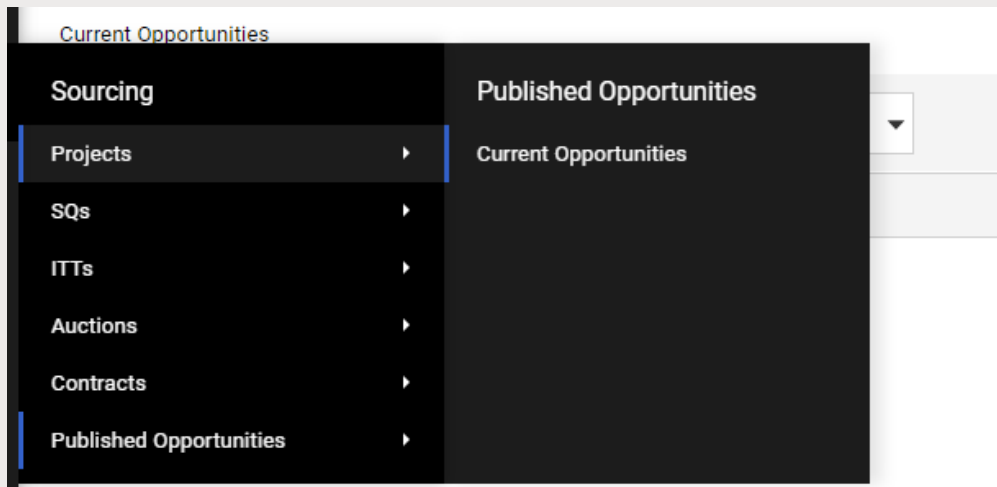 Current Opportunities
Sourcing
Projects
SQs
ITTs
Auctions
Contracts
Published Opportunities
Published Opportunities
Current Opportunities